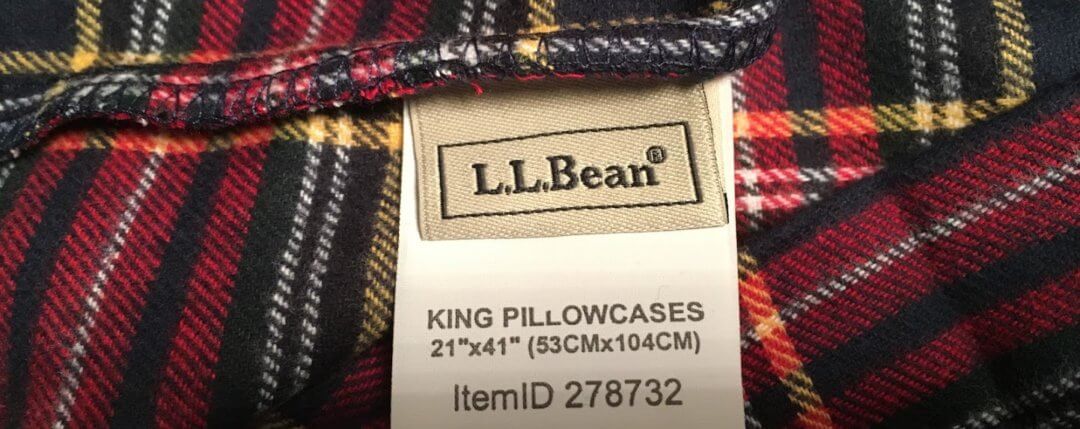 L.L.Bean®
KING PILLOWCASES
21"x41" (53CMx104CM)
ItemID 278732